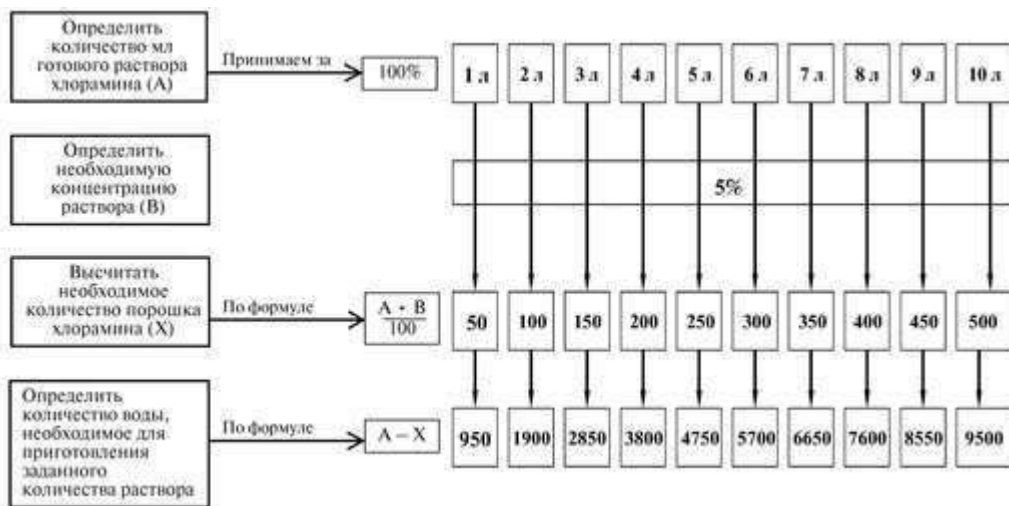 Определить
количество мл
готового раствора
хлорамина (А)
Принимаем за
100%
1 л 2 л 3 л 4 л 5 л 6 л 7 л 8 л 9 л 10 л
Определить
необходимую
концентрацию
раствора (В)
5%
Высчитать
необходимое
количество порошка
хлорамина (Х)
По формуле
А • В
100
50 100 150 200 250 300 350 400 450 500
Определить
количество воды,
необходимое для
приготовления
заданного
количества раствора
По формуле
А – Х
950 1900 2850 3800 4750 5700 6650 7600 8550 9500